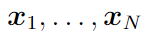 𝒙₁, . . . , 𝒙_N